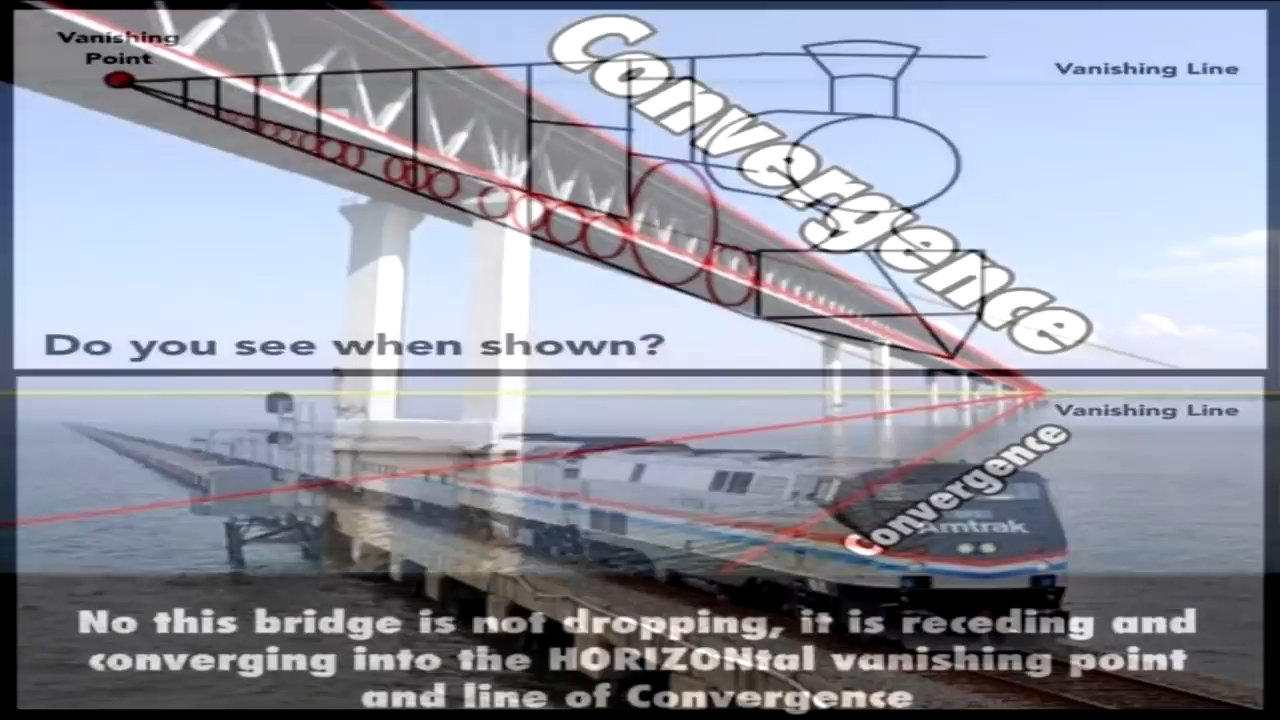 Vanishing
Point
Convergence
Vanishing Line
Do you see when shown?
Vanishing Line
Convergence
Amtrak
No this bridge is not dropping, it is receding and
converging into the HORIZONtal vanishing point
and line of Convergence